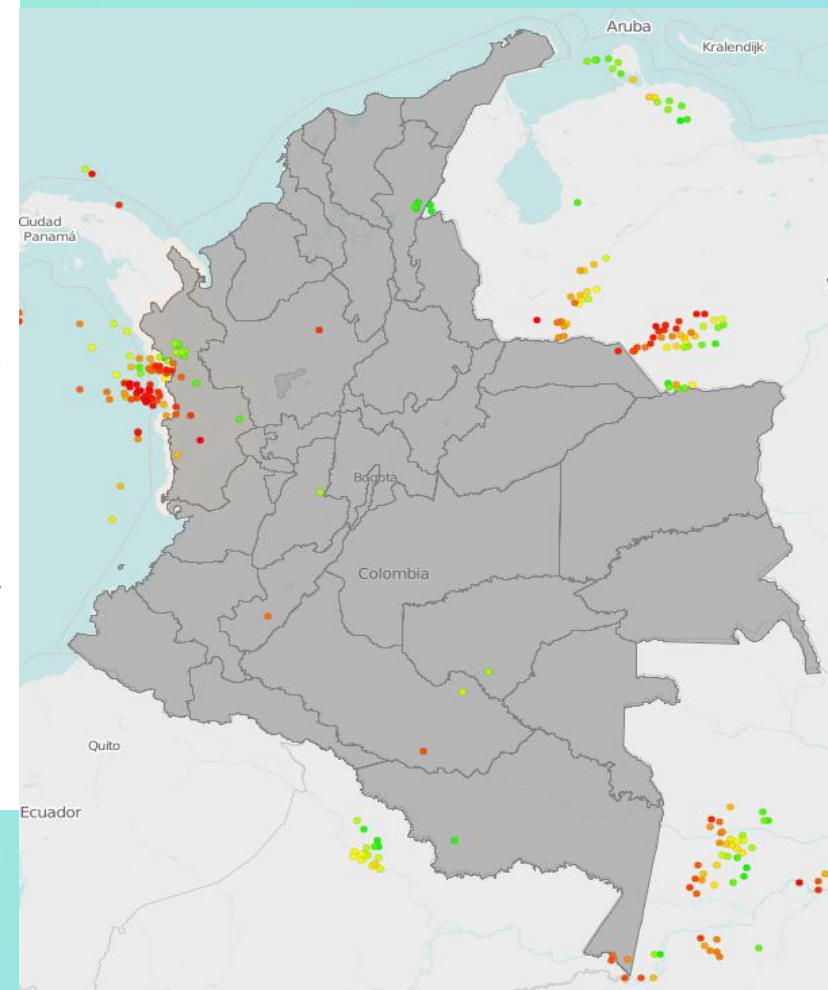 Aruba
Kralendijk
Ciudad
Panamá
Bogotá
Colombia
Quito
Ecuador